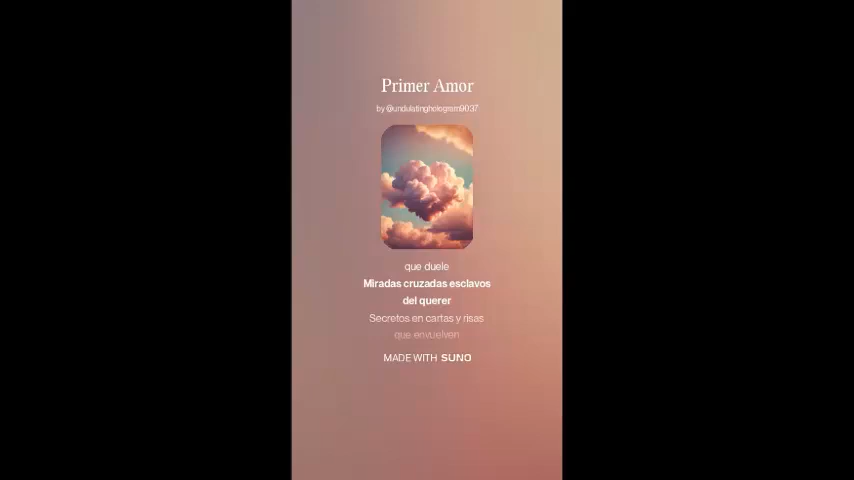 Primer Amor
by @undulatinghologram9037
que duele
Miradas cruzadas esclavos
del querer
Secretos en cartas y risas
que envuelven
MADE WITH SUNO